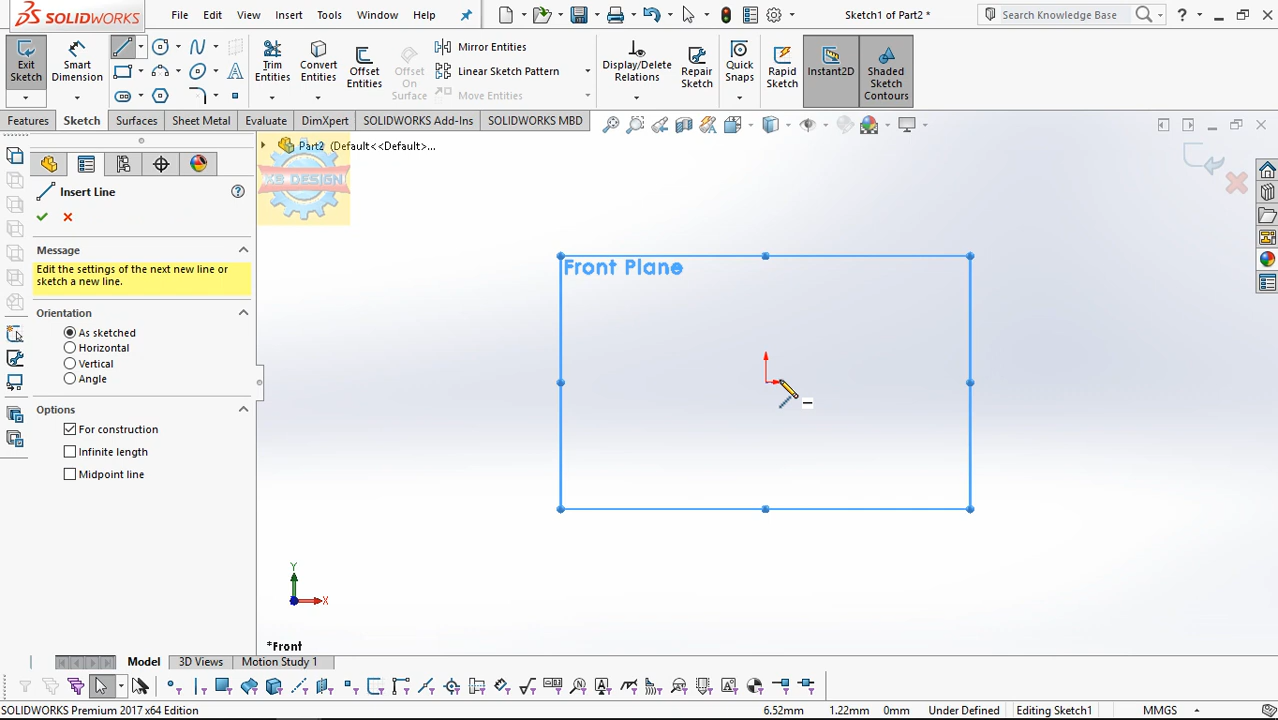 SOLIDWORKS
File
Edit
View
Insert
Tools
Window
Help
Sketch1 of Part2 *
Search Knowledge Base
?
Exit Sketch
Smart Dimension
Trim Entities
Convert Entities
Offset Entities
Offset On Surface
Mirror Entities
Linear Sketch Pattern
Move Entities
Display/Delete Relations
Repair Sketch
Quick Snaps
Rapid Sketch
Instant2D
Shaded Sketch Contours
Features
Sketch
Surfaces
Sheet Metal
Evaluate
DimXpert
SOLIDWORKS Add-Ins
SOLIDWORKS MBD
Part2 (Default<<Default>...
KS DESIGN
Insert Line
?
Message
Edit the settings of the next new line or
sketch a new line.
Orientation
As sketched
Horizontal
Vertical
Angle
Options
For construction
Infinite length
Midpoint line
Front Plane
Y
X
*Front
Model
3D Views
Motion Study 1
SOLIDWORKS Premium 2017 x64 Edition
6.52mm
1.22mm
0mm
Under Defined
Editing Sketch1
MMGS